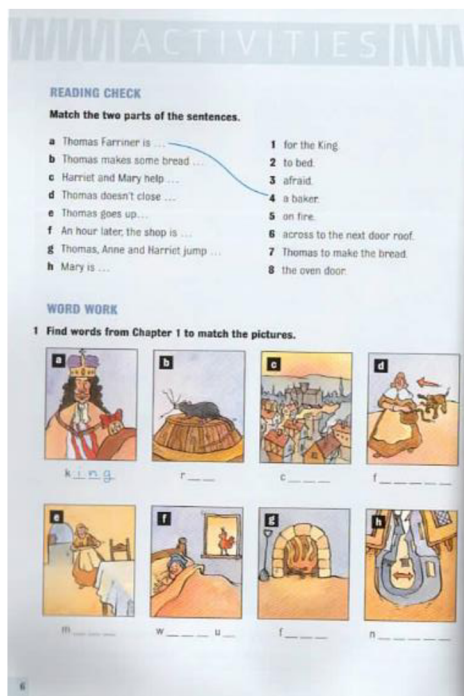 ACTIVITIES
READING CHECK
Match the two parts of the sentences.
a Thomas Farriner is ...
b Thomas makes some bread ...
c Harriet and Mary help ...
d Thomas doesn't close ...
e Thomas goes up...
f An hour later, the shop is ...
g Thomas, Anne and Harriet jump ...
h Mary is ...
1 for the King.
2 to bed.
3 afraid.
4 a baker.
5 on fire.
6 across to the next door roof.
7 Thomas to make the bread.
8 the oven door.
WORD WORK
1 Find words from Chapter 1 to match the pictures.
a
b
c
d
k i n g
r _ _
c _ _ _
f _ _ _ _ _
e
f
g
h
m _ _ _
w _ _ _ u _
f _ _ _
n _ _ _ _ _
6